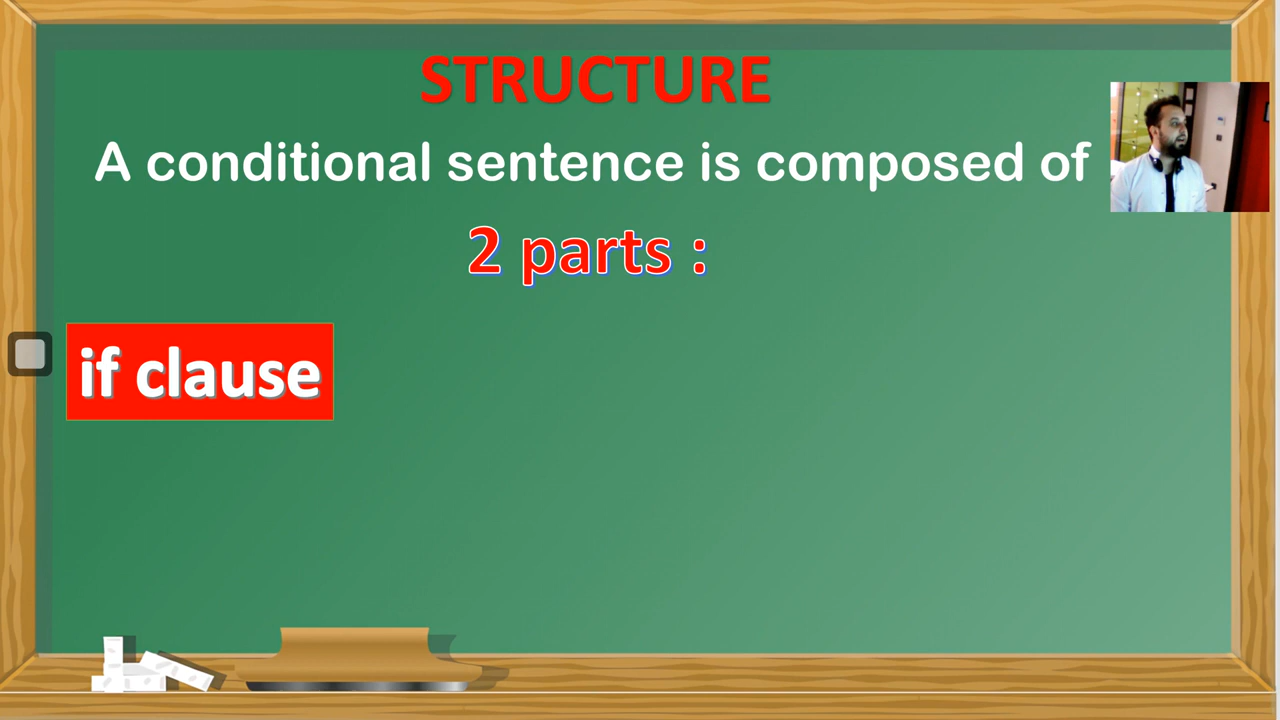 STRUCTURE
A conditional sentence is composed of
2 parts :
if clause